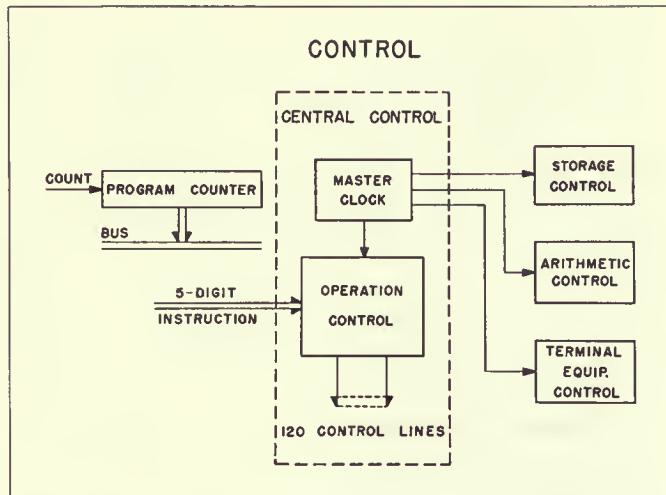 CONTROL
CENTRAL CONTROL
COUNT
PROGRAM COUNTER
BUS
MASTER
CLOCK
STORAGE
CONTROL
5-DIGIT
INSTRUCTION
OPERATION
CONTROL
ARITHMETIC
CONTROL
TERMINAL
EQUIP.
CONTROL
120 CONTROL LINES